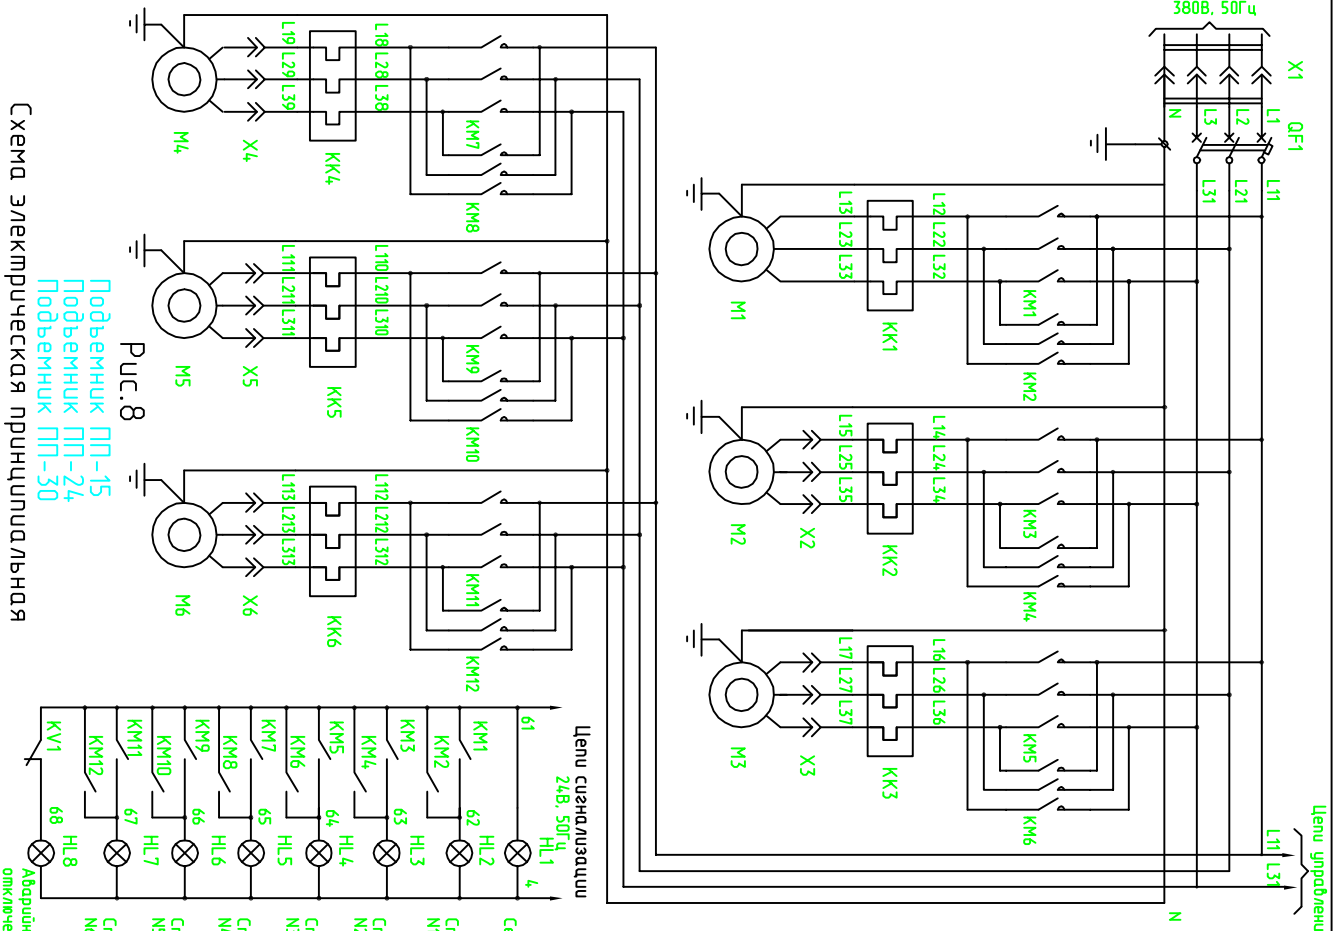 380В, 50Гц
X1
QF1
L1
L2
L3
N
L11
L21
L31
L13 L23 L33
L12 L22 L32
M1
KK1
KM1
KM2
L15 L25 L35
L14 L24 L34
M2
X2
KK2
KM3
KM4
L17 L27 L37
L16 L26 L36
M3
X3
KK3
KM5
KM6
L11 L31
N
L19 L29 L39
L18 L28 L38
M4
X4
KK4
KM7
KM8
L111 L211 L311
L110 L210 L310
M5
X5
KK5
KM9
KM10
L113 L213 L313
L112 L212 L312
M6
X6
KK6
KM11
KM12
Цепи сигнализации
24В, 50Гц
61
HL1
4
KM1
KM2
62
HL2
KM3
KM4
63
HL3
KM5
KM6
64
HL4
KM7
KM8
65
HL5
KM9
KM10
66
HL6
KM11
KM12
67
HL7
KV1
68
HL8
Рис.8
Подъемник ПП-15
Подъемник ПП-24
Подъемник ПП-30
Схема электрическая принципиальная